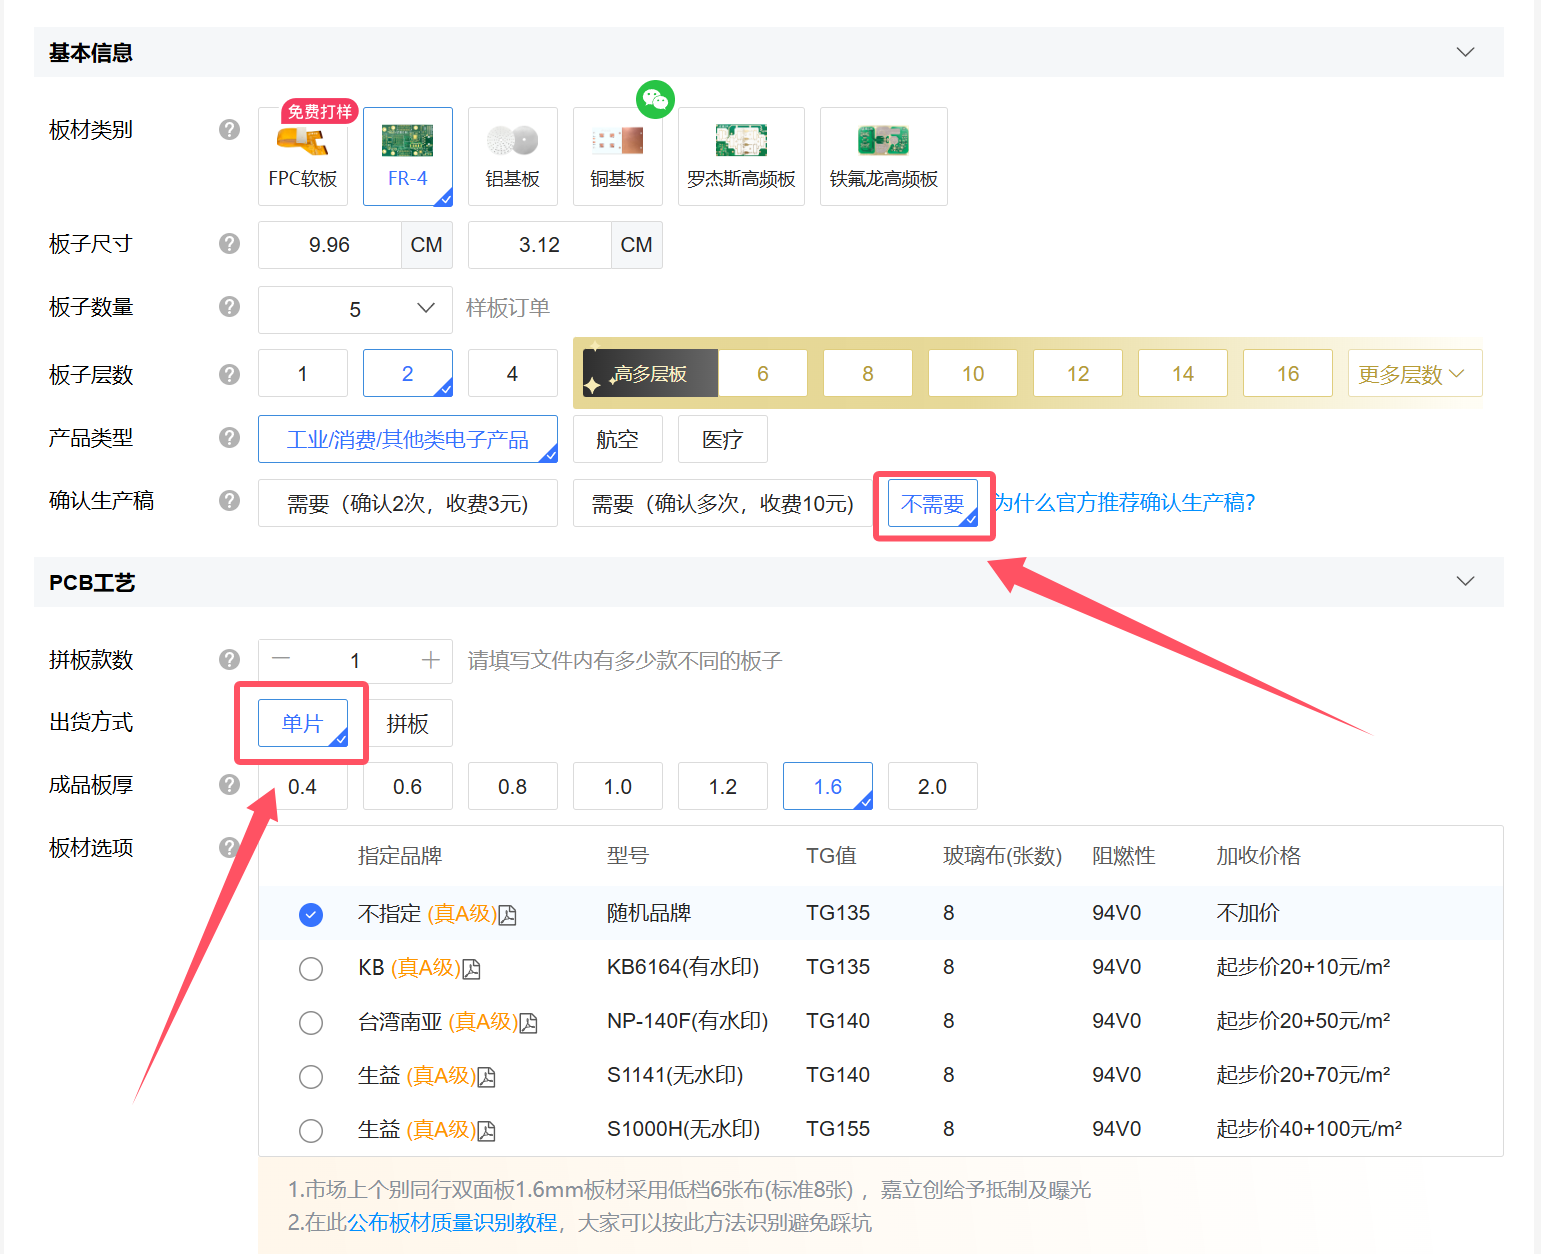 基本信息
板材类别
免费打样
FPC软板
FR-4
铝基板
铜基板
罗杰斯高频板
铁氟龙高频板
板子尺寸
9.96 CM
3.12 CM
板子数量
5
样板订单
板子层数
1
2
4
高多层板
6
8
10
12
14
16
更多层数
产品类型
工业/消费/其他类电子产品
航空
医疗
确认生产稿
需要（确认2次，收费3元)
需要（确认多次，收费10元)
不需要
为什么官方推荐确认生产稿?
PCB工艺
拼板款数
1
请填写文件内有多少款不同的板子
出货方式
单片
拼板
成品板厚
0.4
0.6
0.8
1.0
1.2
1.6
2.0
板材选项
指定品牌 型号 TG值 玻璃布(张数) 阻燃性 加收价格
不指定 (真A级) 随机品牌 TG135 8 94V0 不加价
KB (真A级) KB6164(有水印) TG135 8 94V0 起步价20+10元/m²
台湾南亚 (真A级) NP-140F(有水印) TG140 8 94V0 起步价20+50元/m²
生益 (真A级) S1141(无水印) TG140 8 94V0 起步价20+70元/m²
生益 (真A级) S1000H(无水印) TG155 8 94V0 起步价40+100元/m²
1.市场上个别同行双面板1.6mm板材采用低档6张布(标准8张) ，嘉立创给予抵制及曝光
2.在此公布板材质量识别教程，大家可以按此方法识别避免踩坑